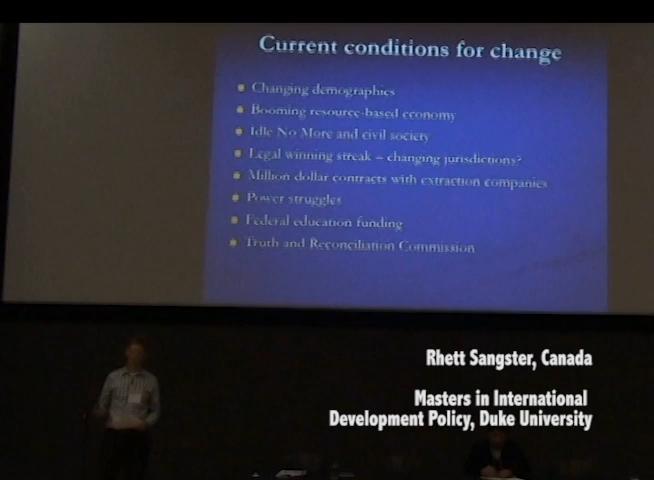 Current conditions for change
Changing demographics
Booming resource-based economy
Idle No More and civil society
Legal winning streak – changing jurisdictions?
Million dollar contracts with extraction companies
Power struggles
Federal education funding
Truth and Reconciliation Commission
Rhett Sangster, Canada
Masters in International
Development Policy, Duke University